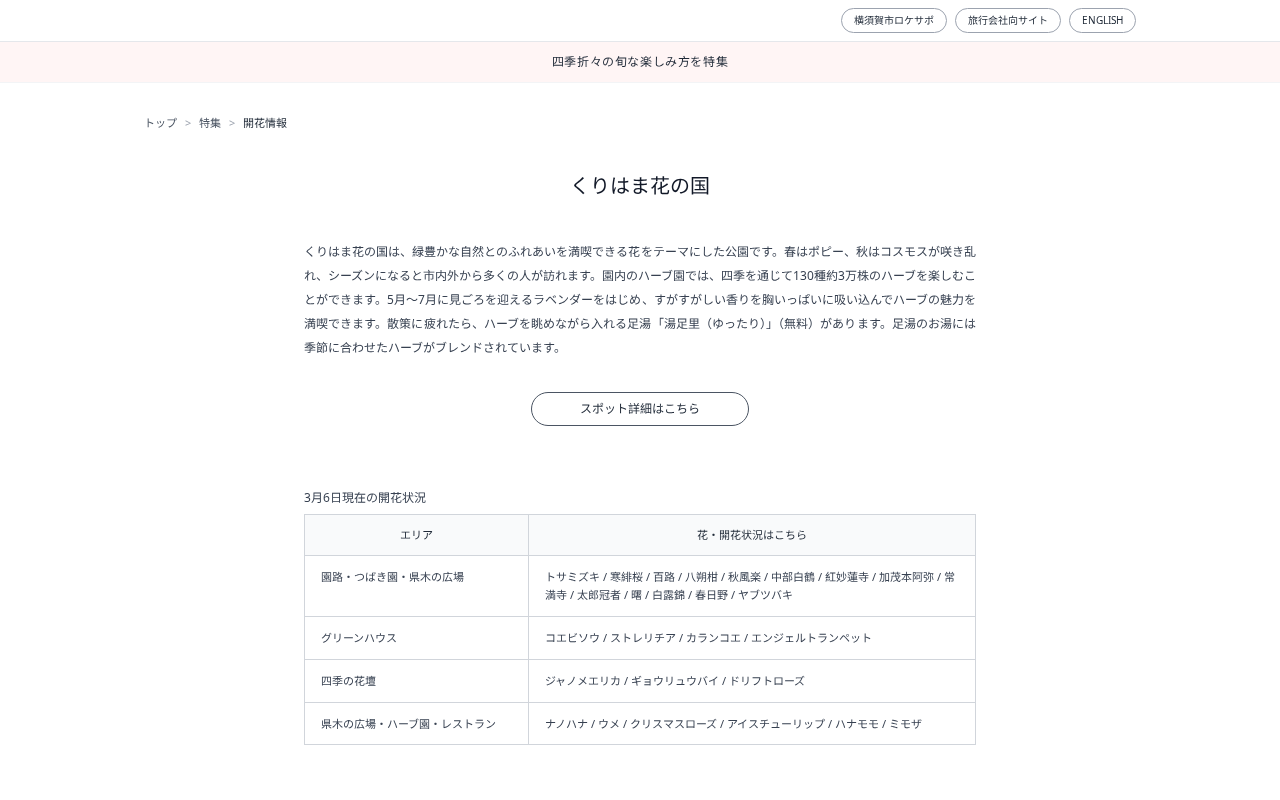 横須賀市ロケサポ 旅行会社向サイト ENGLISH
四季折々の旬な楽しみ方を特集
トップ > 特集 > 開花情報
くりはま花の国
くりはま花の国は、緑豊かな自然とのふれあいを満喫できる花をテーマにした公園です。春はポピー、秋はコスモスが咲き乱
れ、シーズンになると市内外から多くの人が訪れます。園内のハーブ園では、四季を通じて130種約3万株のハーブを楽しむこ
とができます。5月〜7月に見ごろを迎えるラベンダーをはじめ、すがすがしい香りを胸いっぱいに吸い込んでハーブの魅力を
満喫できます。散策に疲れたら、ハーブを眺めながら入れる足湯「湯足里（ゆったり）」（無料）があります。足湯のお湯には
季節に合わせたハーブがブレンドされています。
スポット詳細はこちら
3月6日現在の開花状況
エリア 花・開花状況はこちら
園路・つばき園・県木の広場 トサミズキ / 寒緋桜 / 百路 / 八朔柑 / 秋風楽 / 中部白鶴 / 紅妙蓮寺 / 加茂本阿弥 / 常
満寺 / 太郎冠者 / 曙 / 白露錦 / 春日野 / ヤブツバキ
グリーンハウス コエビソウ / ストレリチア / カランコエ / エンジェルトランペット
四季の花壇 ジャノメエリカ / ギョウリュウバイ / ドリフトローズ
県木の広場・ハーブ園・レストラン ナノハナ / ウメ / クリスマスローズ / アイスチューリップ / ハナモモ / ミモザ